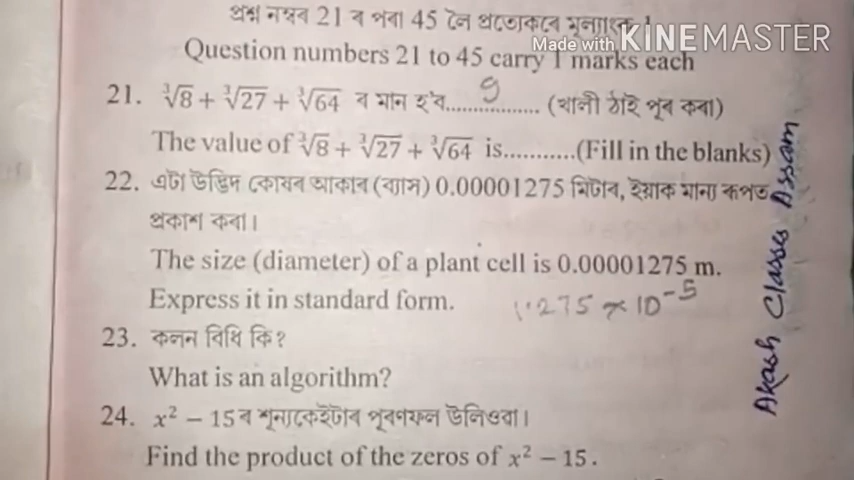 প্ৰশ্ন নম্বৰ 21 ৰ পৰা 45 লৈ প্ৰত্যেকৰে মূল্যাংক 1
Made with KINEMASTER
Question numbers 21 to 45 carry 1 marks each
21. ∛8 + ∛27 + ∛64 ৰ মান হ'ব.................. (খালী ঠাই পূৰ কৰা)
9
The value of ∛8 + ∛27 + ∛64 is...........(Fill in the blanks)
22. এটা উদ্ভিদ কোষৰ আকাৰ (ব্যাস) 0.00001275 মিটাৰ, ইয়াক মান্য ৰূপত
প্ৰকাশ কৰা।
The size (diameter) of a plant cell is 0.00001275 m.
Express it in standard form. 1.275 × 10⁻⁵
23. কলন বিধি কি?
What is an algorithm?
24. x² − 15ৰ শূন্যকেইটাৰ পূৰণফল উলিওৱা।
Find the product of the zeros of x² − 15.
Akash Classes Assam